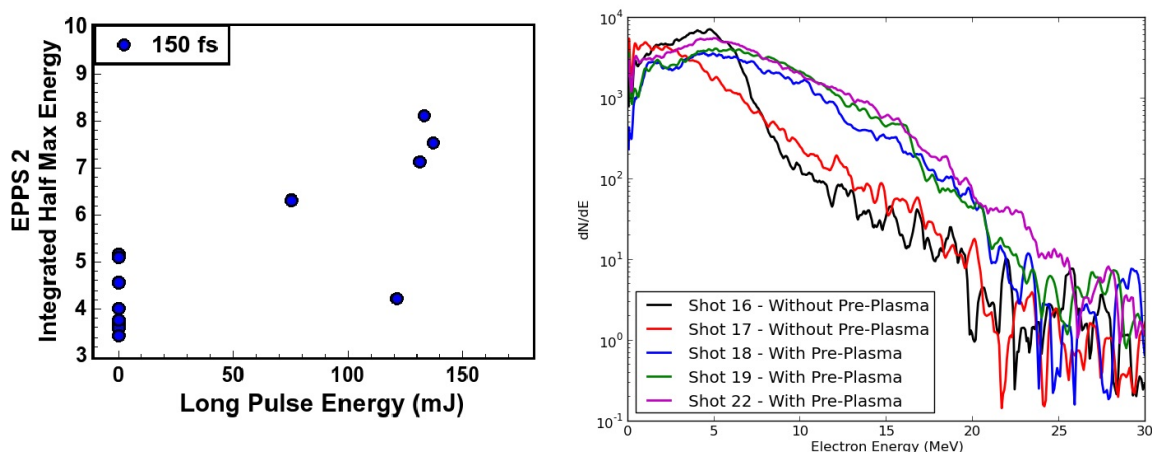 10
9
8
7
6
5
4
3
EPPS 2
Integrated Half Max Energy
150 fs
0
50
100
150
Long Pulse Energy (mJ)
10^4
10^3
10^2
10^1
10^0
10^-1
dN/dE
Shot 16 - Without Pre-Plasma
Shot 17 - Without Pre-Plasma
Shot 18 - With Pre-Plasma
Shot 19 - With Pre-Plasma
Shot 22 - With Pre-Plasma
0
5
10
15
20
25
30
Electron Energy (MeV)